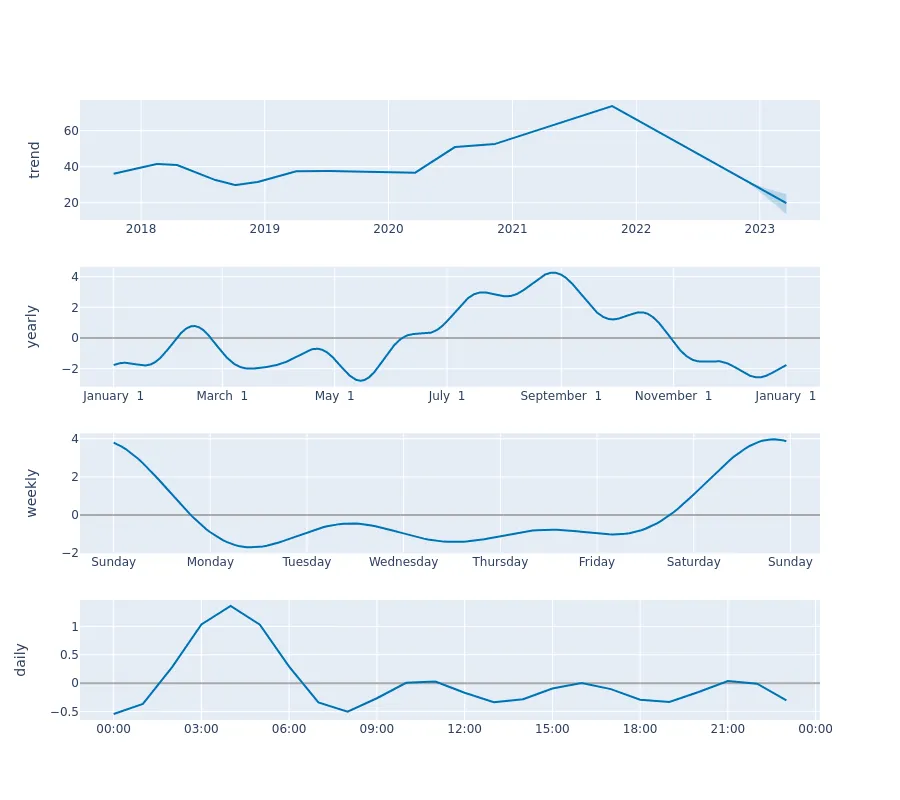 trend
60
40
20
2018 2019 2020 2021 2022 2023
yearly
4
2
0
−2
January 1 March 1 May 1 July 1 September 1 November 1 January 1
weekly
4
2
0
−2
Sunday Monday Tuesday Wednesday Thursday Friday Saturday Sunday
daily
1
0.5
0
−0.5
00:00 03:00 06:00 09:00 12:00 15:00 18:00 21:00 00:00